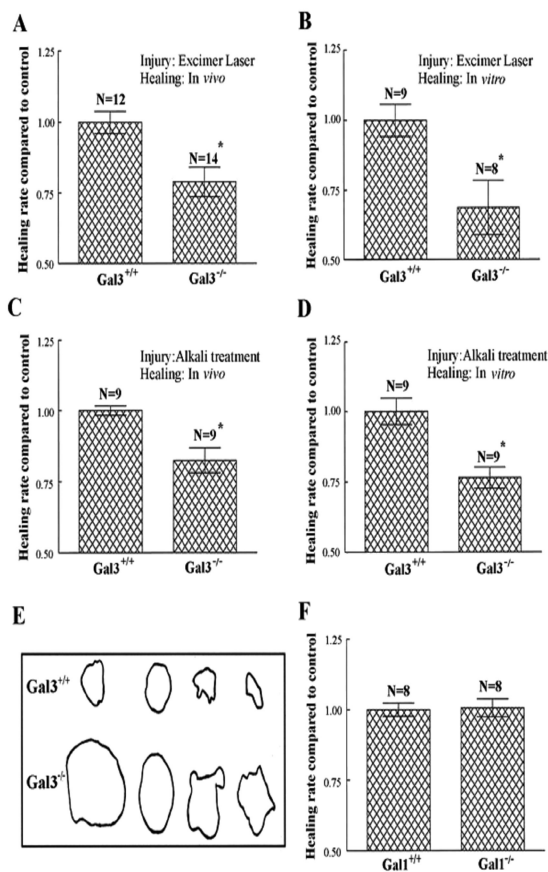 A
Healing rate compared to control
1.25
1.00
0.75
0.50
Injury: Excimer Laser
Healing: In vivo
N=12
N=14*
Gal3+/+
Gal3-/-
B
Healing rate compared to control
1.25
1.00
0.75
0.50
Injury: Excimer Laser
Healing: In vitro
N=9
N=8*
Gal3+/+
Gal3-/-
C
Healing rate compared to control
1.25
1.00
0.75
0.50
Injury:Alkali treatment
Healing: In vivo
N=9
N=9*
Gal3+/+
Gal3-/-
D
Healing rate compared to control
1.25
1.00
0.75
0.50
Injury:Alkali treatment
Healing: In vitro
N=9
N=9*
Gal3+/+
Gal3-/-
E
Gal3+/+
Gal3-/-
F
Healing rate compared to control
1.25
1.00
0.75
0.50
N=8
N=8
Gal1+/+
Gal1-/-